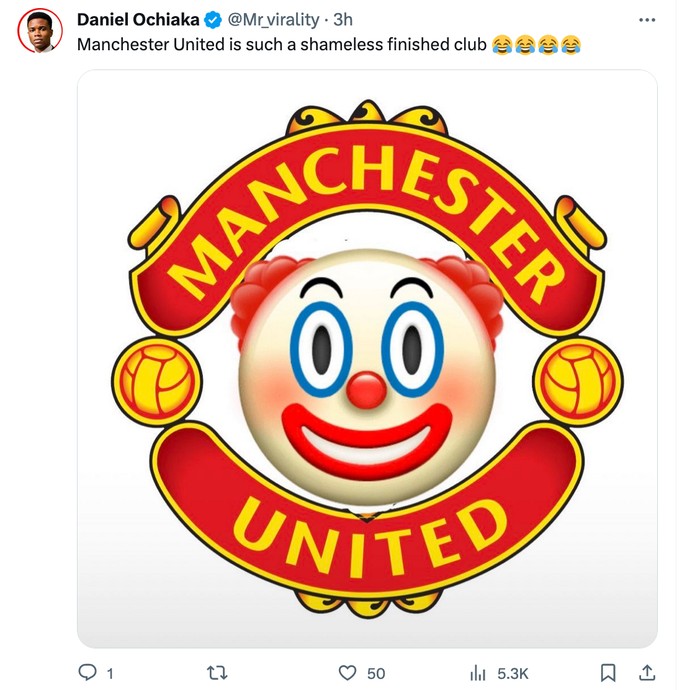 Daniel Ochiaka @Mr_virality · 3h
Manchester United is such a shameless finished club 😂😂😂😂
MANCHESTER
UNITED
1 50 5.3K